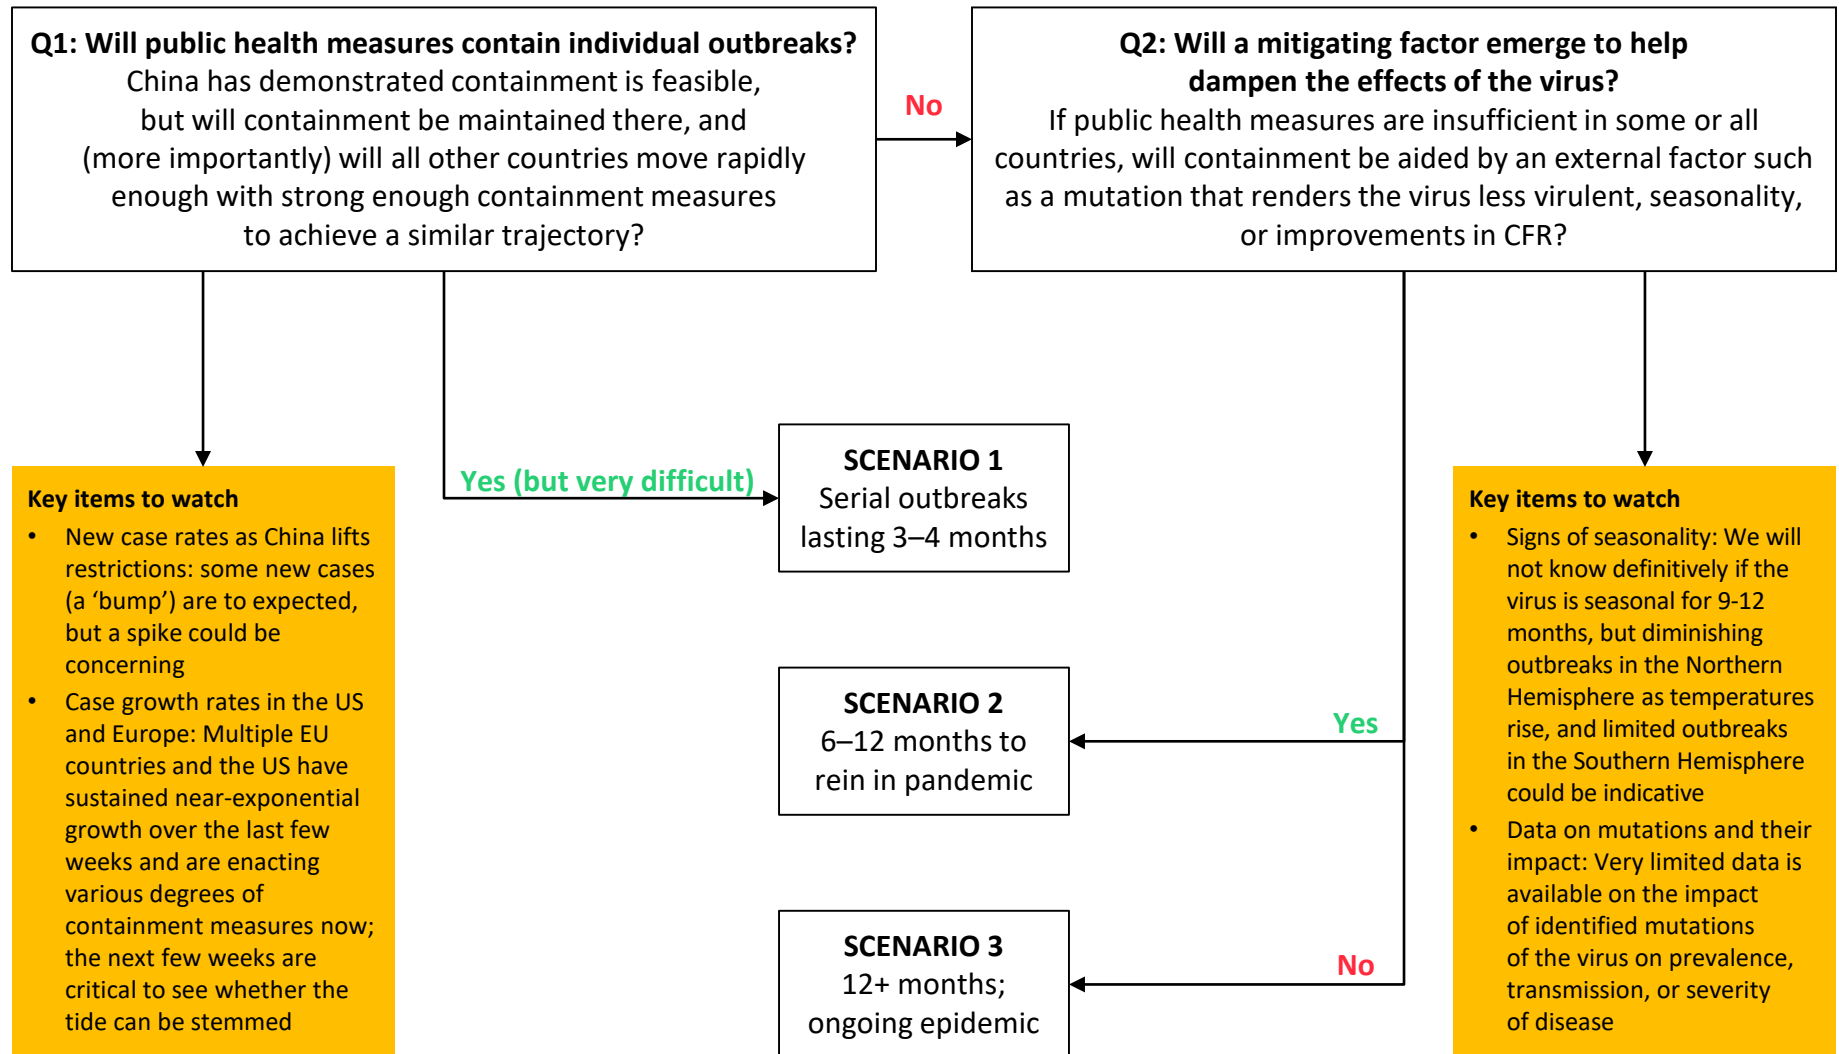 Q1: Will public health measures contain individual outbreaks?
China has demonstrated containment is feasible,
but will containment be maintained there, and
(more importantly) will all other countries move rapidly
enough with strong enough containment measures
to achieve a similar trajectory?
No
Q2: Will a mitigating factor emerge to help
dampen the effects of the virus?
If public health measures are insufficient in some or all
countries, will containment be aided by an external factor such
as a mutation that renders the virus less virulent, seasonality,
or improvements in CFR?
Key items to watch
• New case rates as China lifts
restrictions: some new cases
(a ‘bump’) are to expected,
but a spike could be
concerning
• Case growth rates in the US
and Europe: Multiple EU
countries and the US have
sustained near-exponential
growth over the last few
weeks and are enacting
various degrees of
containment measures now;
the next few weeks are
critical to see whether the
tide can be stemmed
Yes (but very difficult)
SCENARIO 1
Serial outbreaks
lasting 3–4 months
SCENARIO 2
6–12 months to
rein in pandemic
Yes
SCENARIO 3
12+ months;
ongoing epidemic
No
Key items to watch
• Signs of seasonality: We will
not know definitively if the
virus is seasonal for 9-12
months, but diminishing
outbreaks in the Northern
Hemisphere as temperatures
rise, and limited outbreaks
in the Southern Hemisphere
could be indicative
• Data on mutations and their
impact: Very limited data is
available on the impact
of identified mutations
of the virus on prevalence,
transmission, or severity
of disease